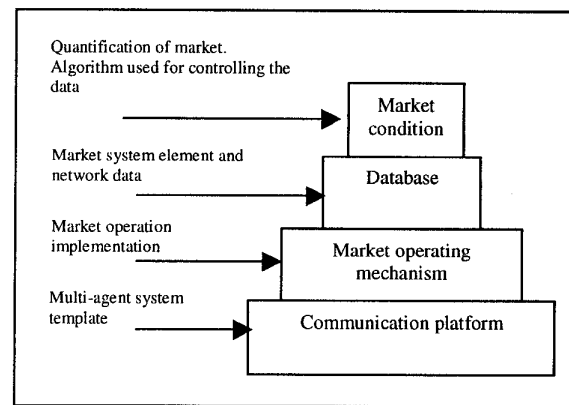 Quantification of market.
Algorithm used for controlling the
data
Market
condition
Market system element and
network data
Database
Market operation
implementation
Market operating
mechanism
Multi-agent system
template
Communication platform